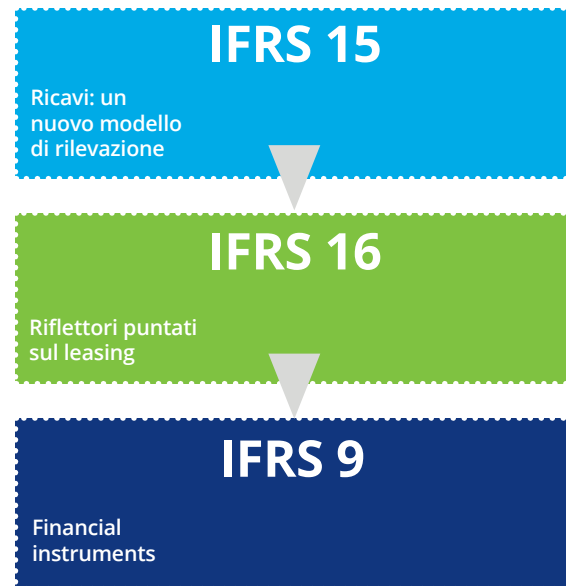 IFRS 15
Ricavi: un
nuovo modello
di rilevazione
IFRS 16
Riflettori puntati
sul leasing
IFRS 9
Financial
instruments